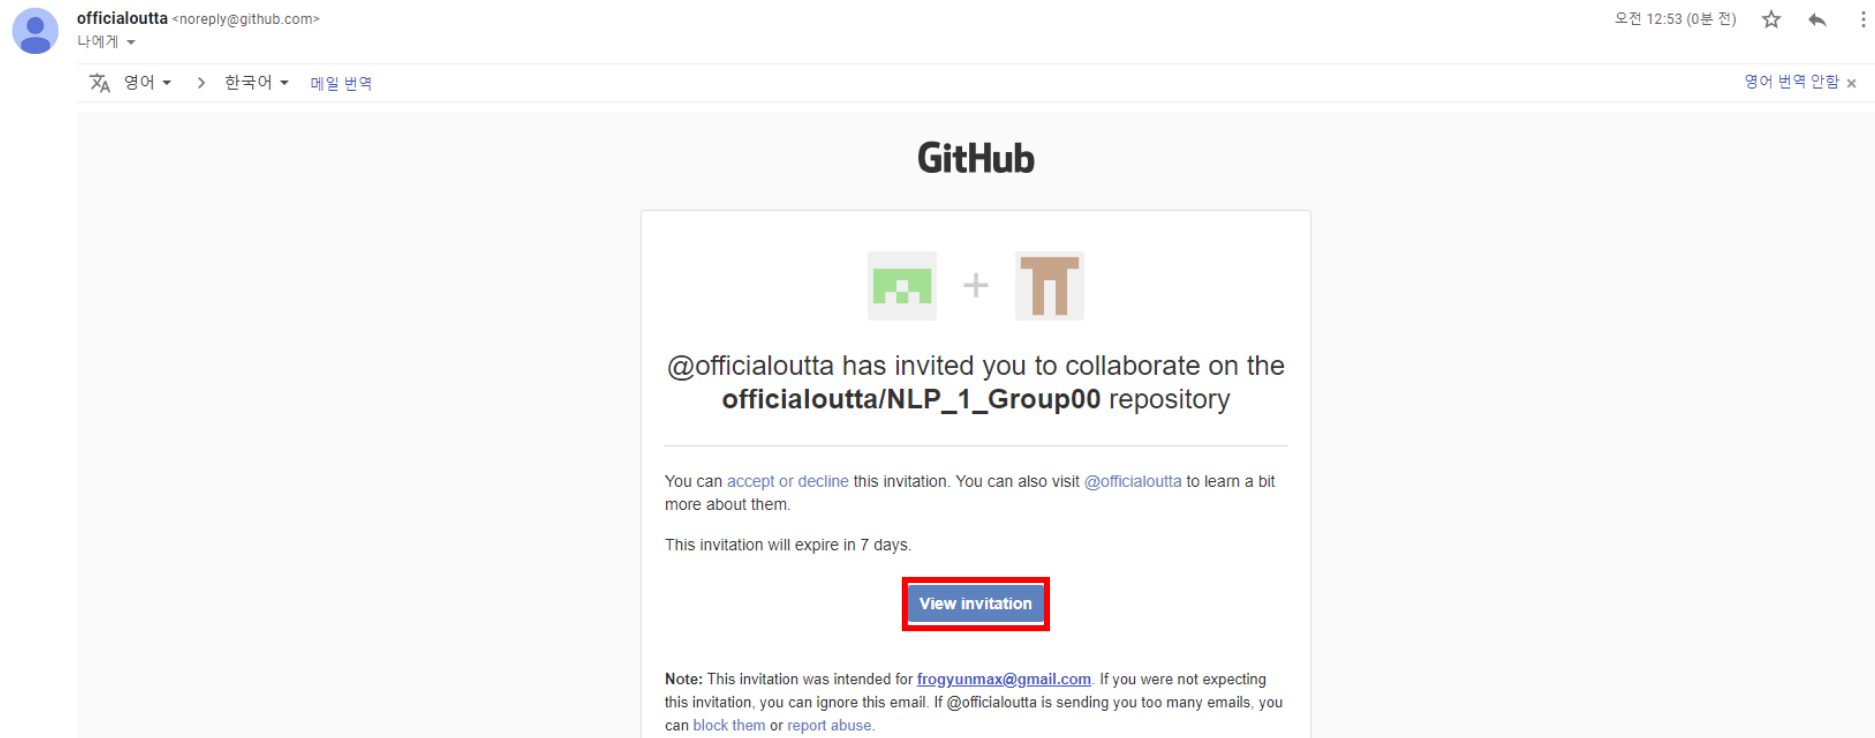 officialoutta <noreply@github.com>
오전 12:53 (0분 전)
나에게
영어 > 한국어 메일 번역
영어 번역 안함 ×
GitHub
+
@officialoutta has invited you to collaborate on the
officialoutta/NLP_1_Group00 repository
You can accept or decline this invitation. You can also visit @officialoutta to learn a bit
more about them.
This invitation will expire in 7 days.
View invitation
Note: This invitation was intended for frogyunmax@gmail.com. If you were not expecting
this invitation, you can ignore this email. If @officialoutta is sending you too many emails, you
can block them or report abuse.